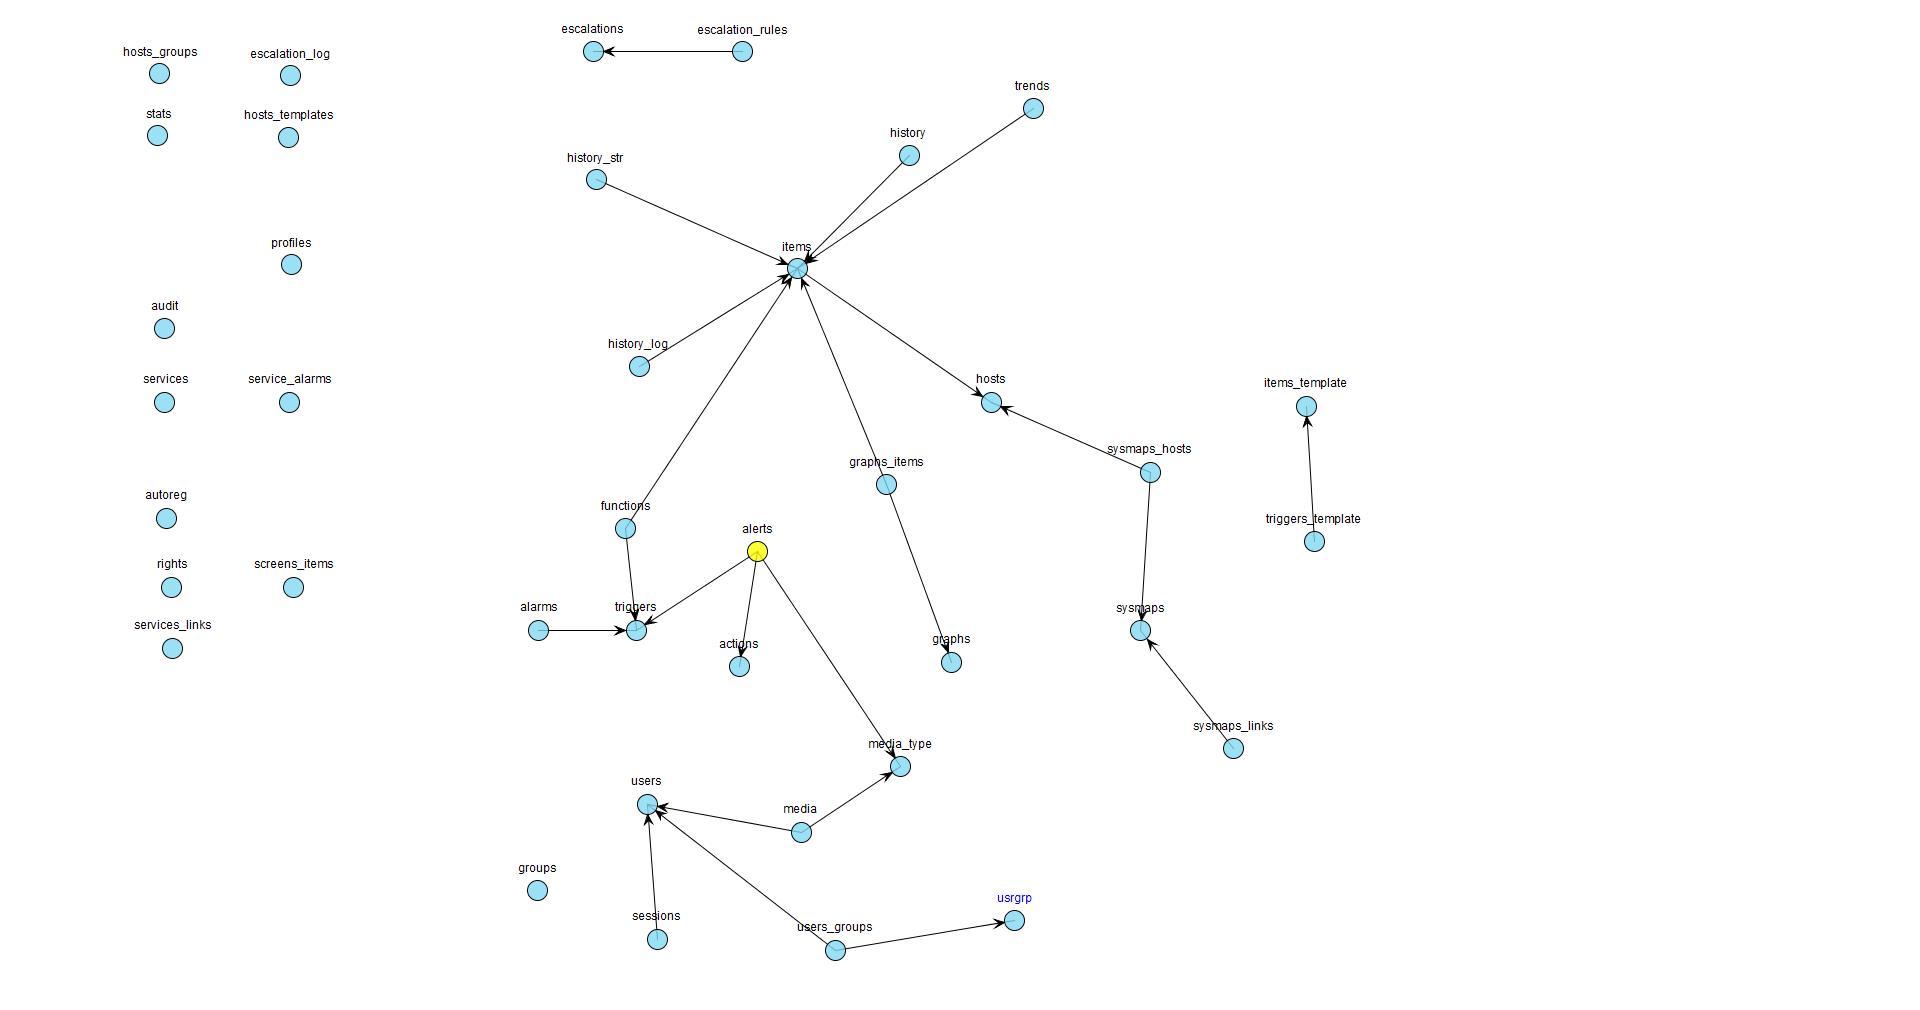 escalations
escalation_rules
hosts_groups
escalation_log
trends
stats
hosts_templates
history
history_str
profiles
items
audit
history_log
services
service_alarms
hosts
items_template
sysmaps_hosts
graphs_items
autoreg
functions
triggers_template
alerts
rights
screens_items
alarms
triggers
sysmaps
services_links
actions
graphs
sysmaps_links
media_type
users
media
groups
usrgrp
sessions
users_groups